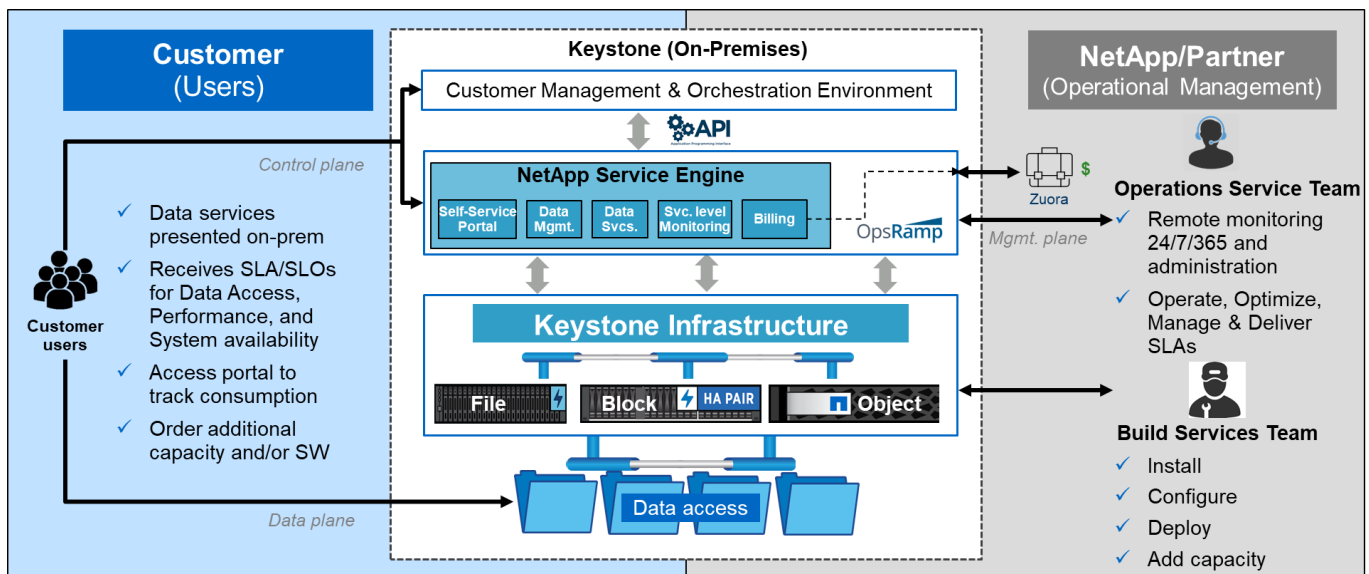 Customer
(Users)
Control plane
Data services
presented on-prem
Receives SLA/SLOs
for Data Access,
Performance, and
System availability
Access portal to
track consumption
Order additional
capacity and/or SW
Customer
users
Data plane
Keystone (On-Premises)
Customer Management & Orchestration Environment
API
Application Programming Interface
NetApp Service Engine
Self-Service
Portal
Data
Mgmt.
Data
Svcs.
Svc. level
Monitoring
Billing
OpsRamp
Keystone Infrastructure
File
Block
HA PAIR
Object
Data access
NetApp/Partner
(Operational Management)
$
Zuora
Mgmt. plane
Operations Service Team
Remote monitoring
24/7/365 and
administration
Operate, Optimize,
Manage & Deliver
SLAs
Build Services Team
Install
Configure
Deploy
Add capacity